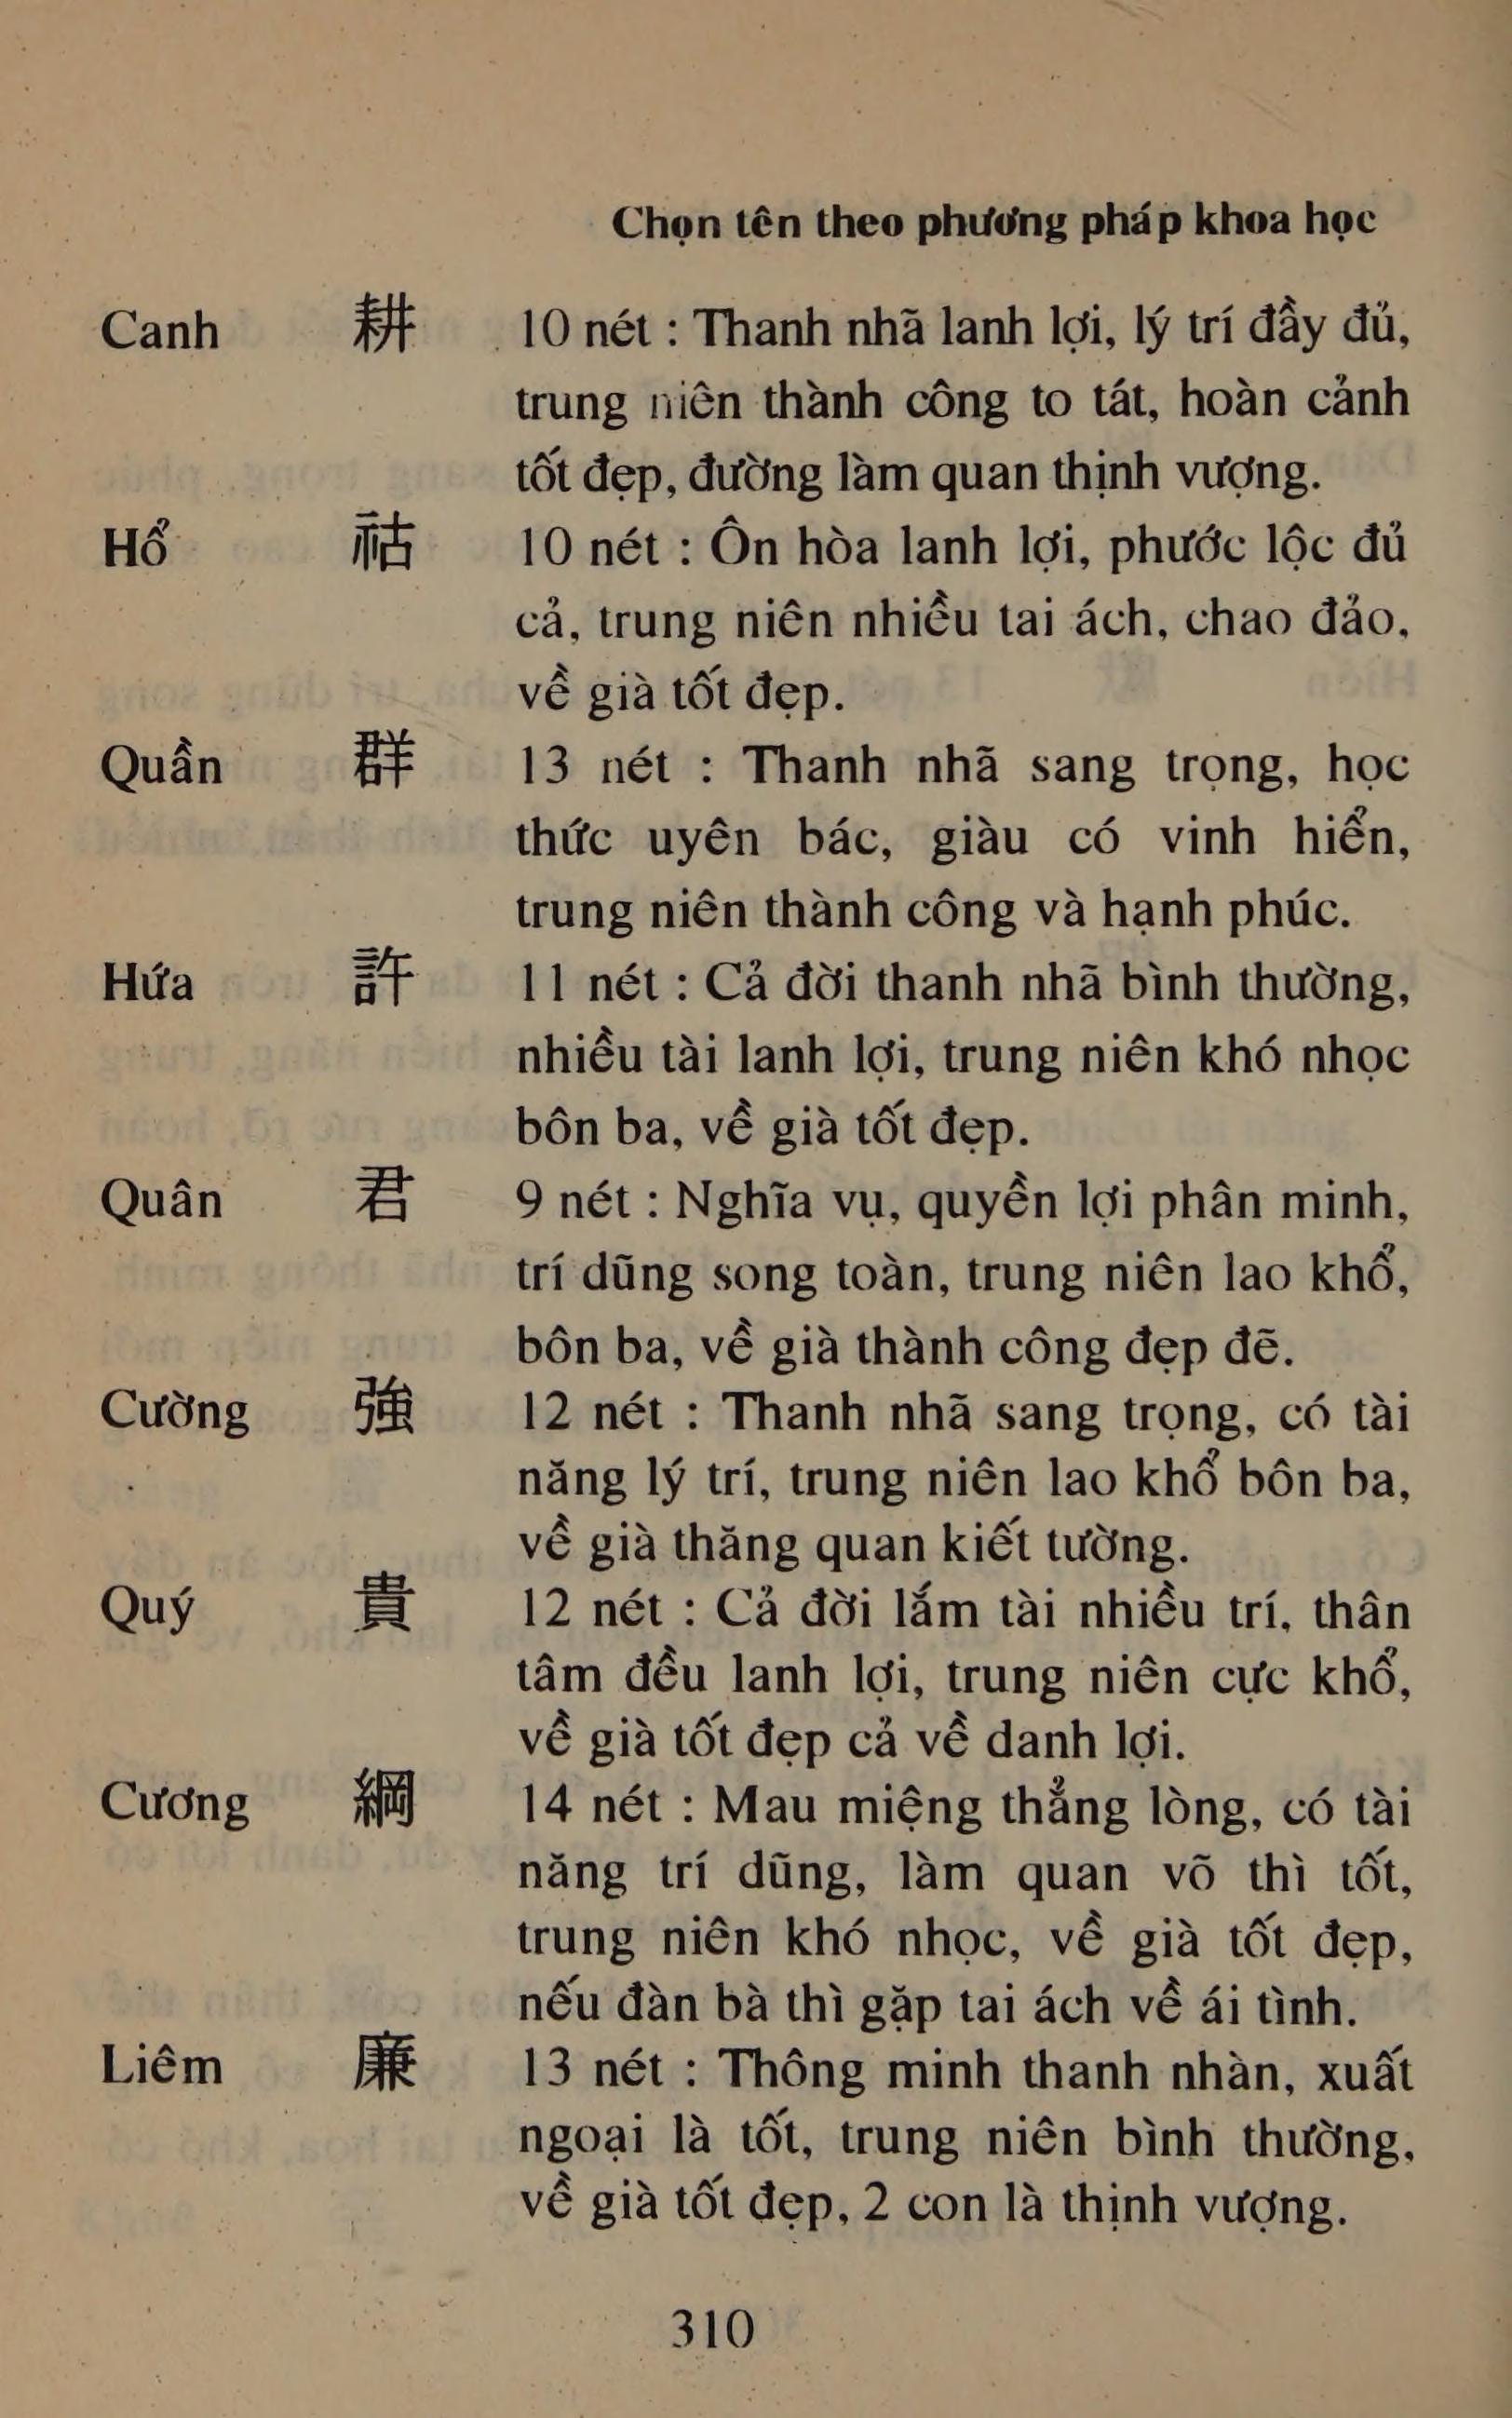 Chọn tên theo phương pháp khoa học
Canh 耕 10 nét : Thanh nhã lanh lợi, lý trí đầy đủ,
trung niên thành công to tát, hoàn cảnh
tốt đẹp, đường làm quan thịnh vượng.
Hổ 祜 10 nét : Ôn hòa lanh lợi, phước lộc đủ
cả, trung niên nhiều tai ách, chao đảo,
về già tốt đẹp.
Quần 群 13 nét : Thanh nhã sang trọng, học
thức uyên bác, giàu có vinh hiển,
trung niên thành công và hạnh phúc.
Hứa 許 11 nét : Cả đời thanh nhã bình thường,
nhiều tài lanh lợi, trung niên khó nhọc
bôn ba, về già tốt đẹp.
Quân 君 9 nét : Nghĩa vụ, quyền lợi phân minh,
trí dũng song toàn, trung niên lao khổ,
bôn ba, về già thành công đẹp đẽ.
Cường 強 12 nét : Thanh nhã sang trọng, có tài
năng lý trí, trung niên lao khổ bôn ba,
về già thăng quan kiết tường.
Quý 貴 12 nét : Cả đời lắm tài nhiều trí, thân
tâm đều lanh lợi, trung niên cực khổ,
về già tốt đẹp cả về danh lợi.
Cương 綱 14 nét : Mau miệng thẳng lòng, có tài
năng trí dũng, làm quan võ thì tốt,
trung niên khó nhọc, về già tốt đẹp,
nếu đàn bà thì gặp tai ách về ái tình.
Liêm 廉 13 nét : Thông minh thanh nhàn, xuất
ngoại là tốt, trung niên bình thường,
về già tốt đẹp, 2 con là thịnh vượng.
310